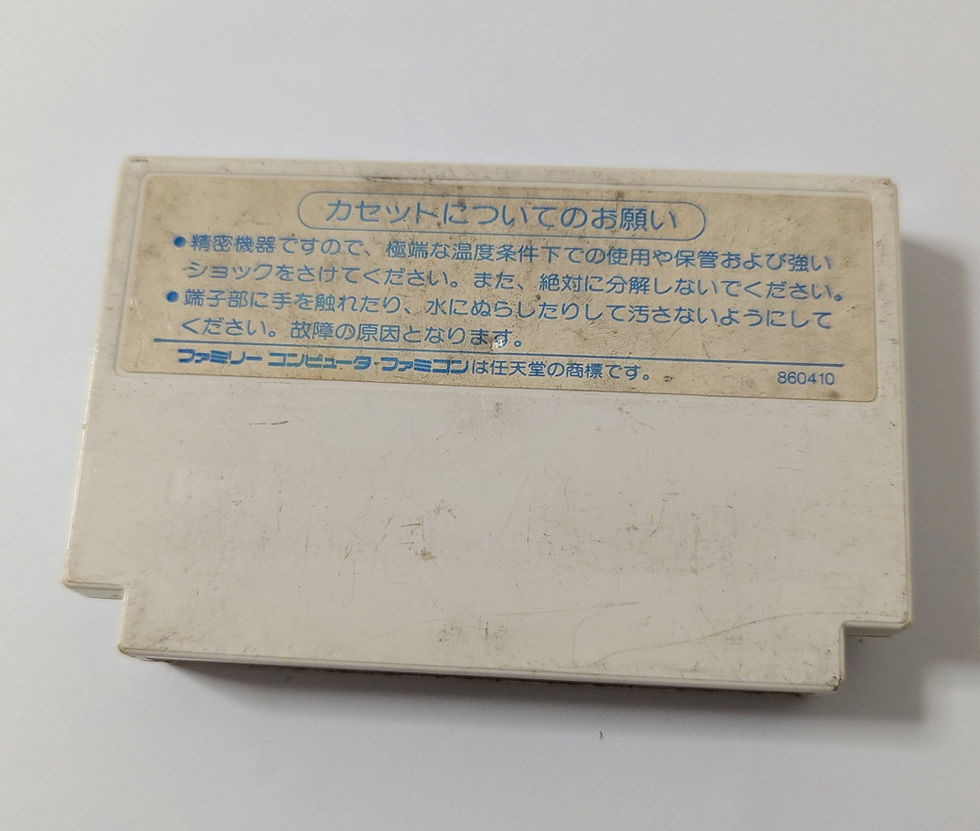 カセットについてのお願い
●精密機器ですので、極端な温度条件下での使用や保管および強い
ショックをさけてください。また、絶対に分解しないでください。
●端子部に手を触れたり、水にぬらしたりして汚さないようにして
ください。故障の原因となります。
ファミリー コンピュータ・ファミコンは任天堂の商標です。 860410